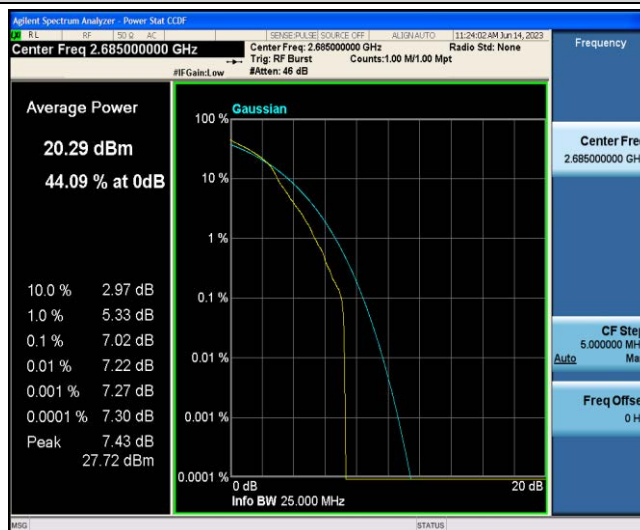 Agilent Spectrum Analyzer - Power Stat CCDF
RL RF 50 Ω AC SENSE:PULSE SOURCE OFF ALIGN AUTO 11:24:02 AM Jun 14, 2023
Center Freq 2.685000000 GHz
Center Freq: 2.685000000 GHz Radio Std: None
Trig: RF Burst Counts:1.00 M/1.00 Mpt
#IFGain:Low #Atten: 46 dB
Average Power
20.29 dBm
44.09 % at 0dB
10.0 % 2.97 dB
1.0 % 5.33 dB
0.1 % 7.02 dB
0.01 % 7.22 dB
0.001 % 7.27 dB
0.0001 % 7.30 dB
Peak 7.43 dB
27.72 dBm
Gaussian
100 %
10 %
1 %
0.1 %
0.01 %
0.001 %
0.0001 %
0 dB 20 dB
Info BW 25.000 MHz
Frequency
Center Fre
2.685000000 GH
CF Ste
5.000000 MH
Auto Ma
Freq Offse
0 H
MSG STATUS